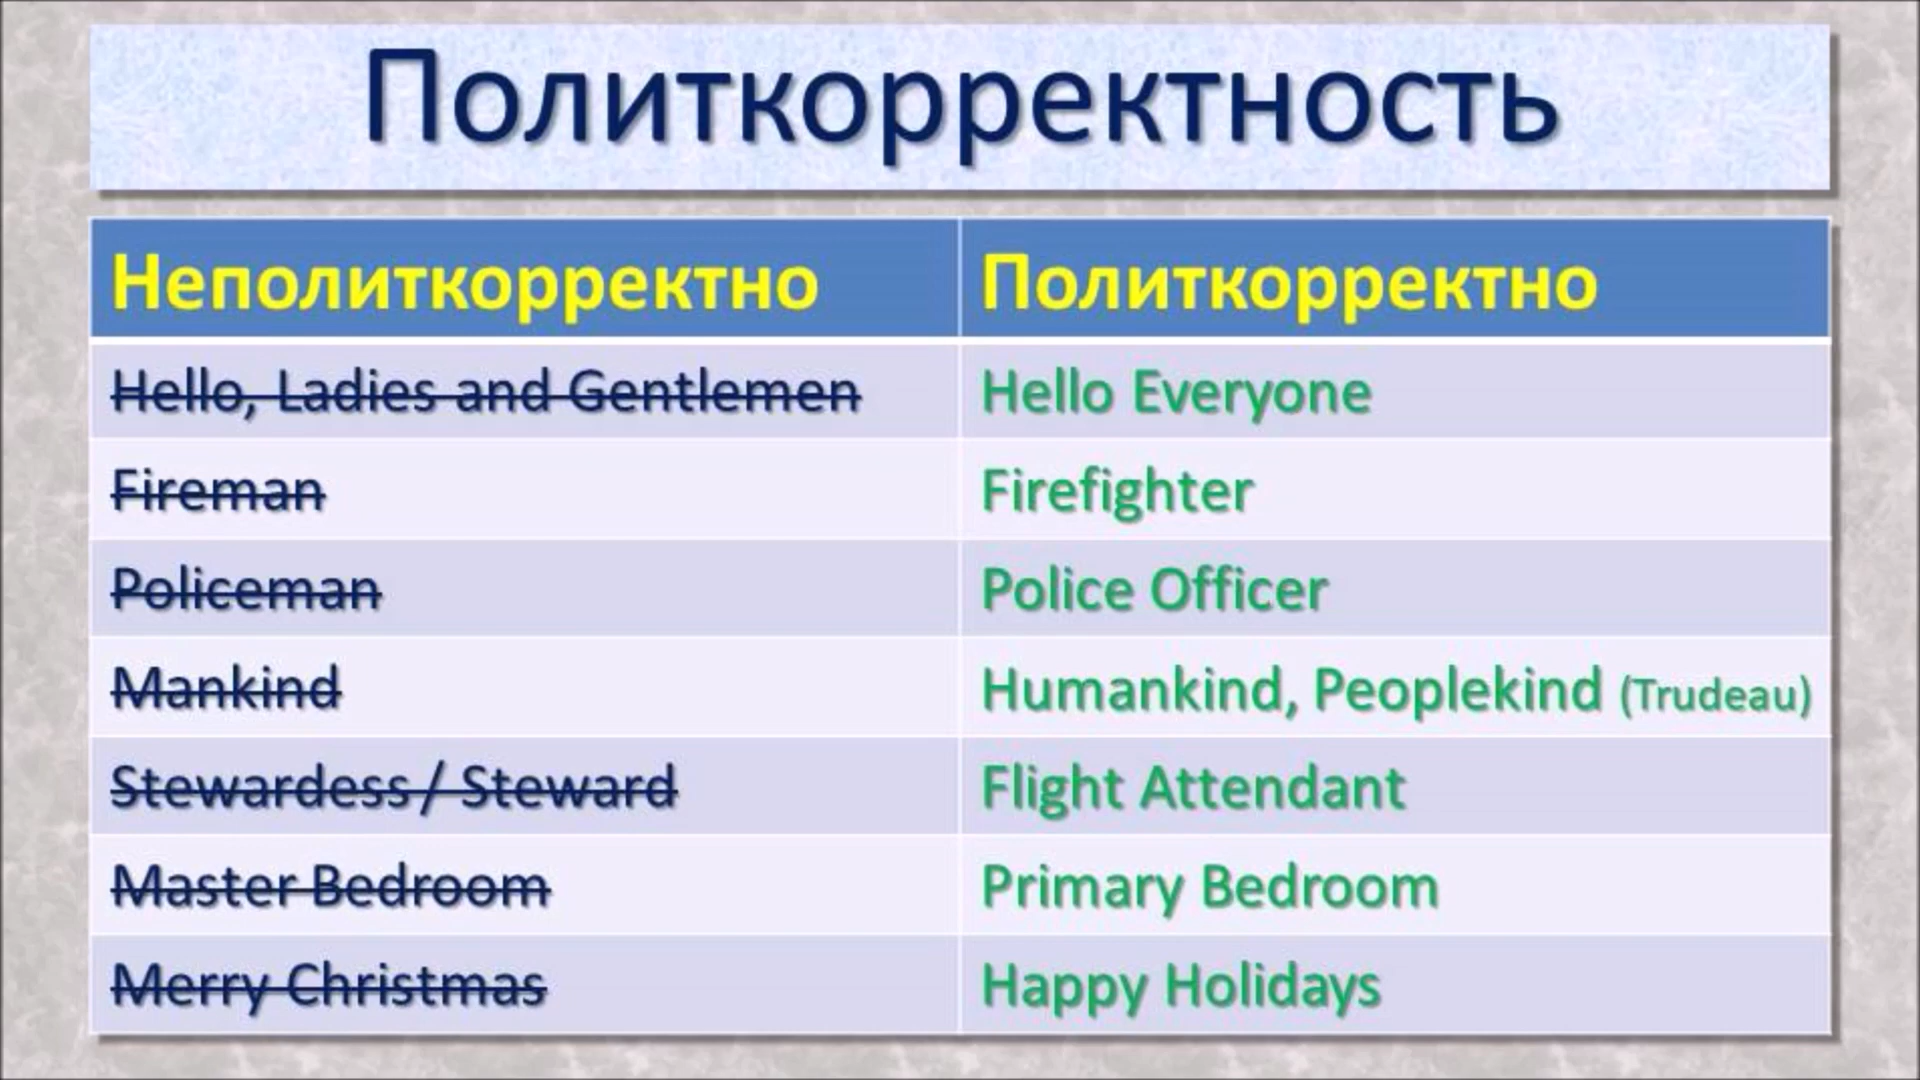 Политкорректность
Неполиткорректно Политкорректно
Hello, Ladies and Gentlemen Hello Everyone
Fireman Firefighter
Policeman Police Officer
Mankind Humankind, Peoplekind (Trudeau)
Stewardess / Steward Flight Attendant
Master Bedroom Primary Bedroom
Merry Christmas Happy Holidays